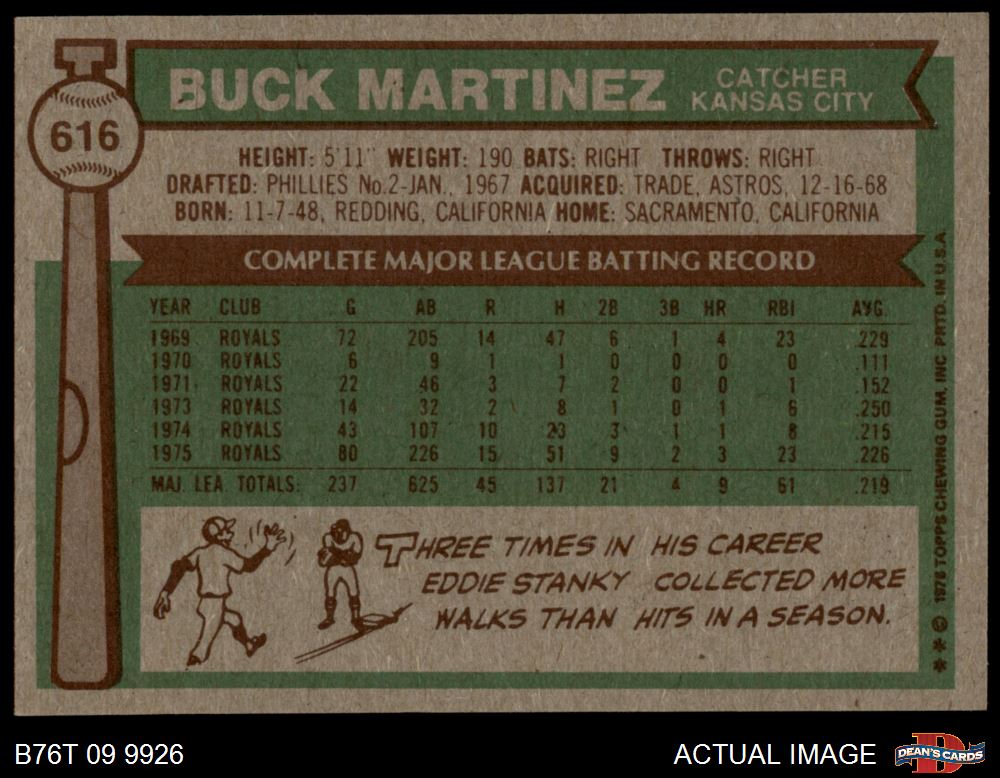 616
BUCK MARTINEZ
CATCHER
KANSAS CITY
HEIGHT: 5'11" WEIGHT: 190 BATS: RIGHT THROWS: RIGHT
DRAFTED: PHILLIES No.2-JAN., 1967 ACQUIRED: TRADE, ASTROS, 12-16-68
BORN: 11-7-48, REDDING, CALIFORNIA HOME: SACRAMENTO, CALIFORNIA
COMPLETE MAJOR LEAGUE BATTING RECORD
YEAR CLUB G AB R H 2B 3B HR RBI AVG.
1969 ROYALS 72 205 14 47 6 1 4 23 .229
1970 ROYALS 6 9 1 1 0 0 0 0 .111
1971 ROYALS 22 46 3 7 2 0 0 1 .152
1973 ROYALS 14 32 2 8 1 0 1 6 .250
1974 ROYALS 43 107 10 23 3 1 1 8 .215
1975 ROYALS 80 226 15 51 9 2 3 23 .226
MAJ. LEA. TOTALS: 237 625 45 137 21 4 9 61 .219
THREE TIMES IN HIS CAREER
EDDIE STANKY COLLECTED MORE
WALKS THAN HITS IN A SEASON.
* * © 1976 TOPPS CHEWING GUM, INC PRTD. IN U.S.A.
B76T 09 9926
ACTUAL IMAGE
DEAN'S CARDS